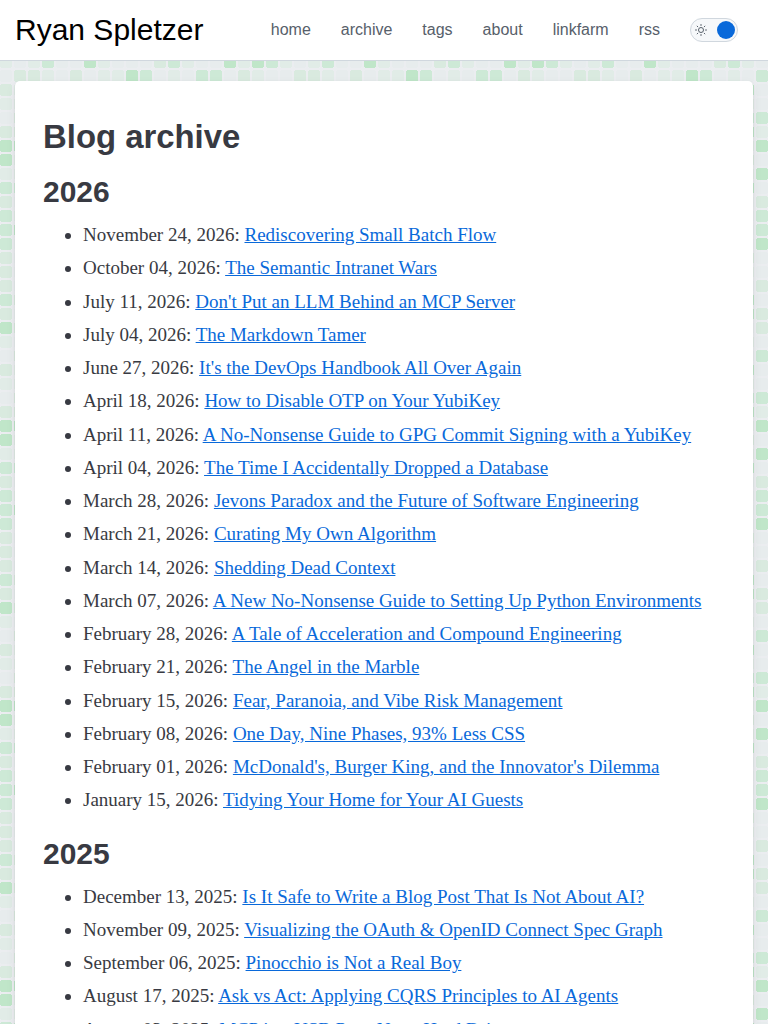 Ryan Spletzer
home archive tags about linkfarm rss
Blog archive
2026
November 24, 2026: Rediscovering Small Batch Flow
October 04, 2026: The Semantic Intranet Wars
July 11, 2026: Don't Put an LLM Behind an MCP Server
July 04, 2026: The Markdown Tamer
June 27, 2026: It's the DevOps Handbook All Over Again
April 18, 2026: How to Disable OTP on Your YubiKey
April 11, 2026: A No-Nonsense Guide to GPG Commit Signing with a YubiKey
April 04, 2026: The Time I Accidentally Dropped a Database
March 28, 2026: Jevons Paradox and the Future of Software Engineering
March 21, 2026: Curating My Own Algorithm
March 14, 2026: Shedding Dead Context
March 07, 2026: A New No-Nonsense Guide to Setting Up Python Environments
February 28, 2026: A Tale of Acceleration and Compound Engineering
February 21, 2026: The Angel in the Marble
February 15, 2026: Fear, Paranoia, and Vibe Risk Management
February 08, 2026: One Day, Nine Phases, 93% Less CSS
February 01, 2026: McDonald's, Burger King, and the Innovator's Dilemma
January 15, 2026: Tidying Your Home for Your AI Guests
2025
December 13, 2025: Is It Safe to Write a Blog Post That Is Not About AI?
November 09, 2025: Visualizing the OAuth & OpenID Connect Spec Graph
September 06, 2025: Pinocchio is Not a Real Boy
August 17, 2025: Ask vs Act: Applying CQRS Principles to AI Agents